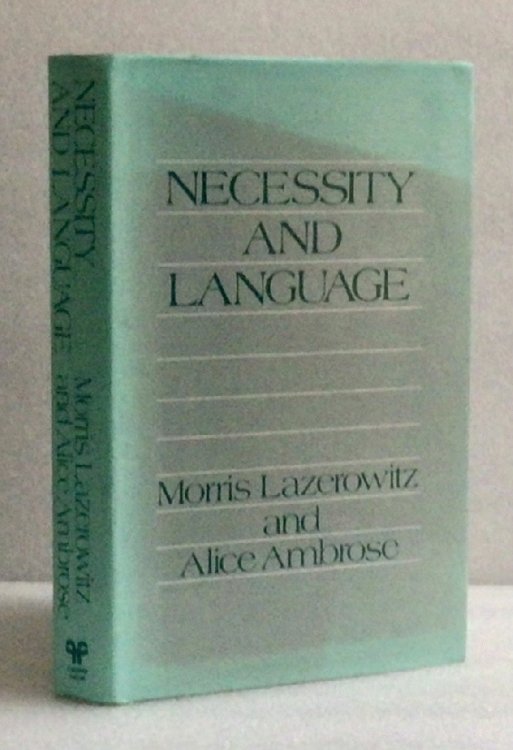 NECESSITY
AND LANGUAGE
Morris Lazerowitz
and Alice Ambrose
NECESSITY
AND
LANGUAGE
Morris Lazerowitz
and
Alice Ambrose